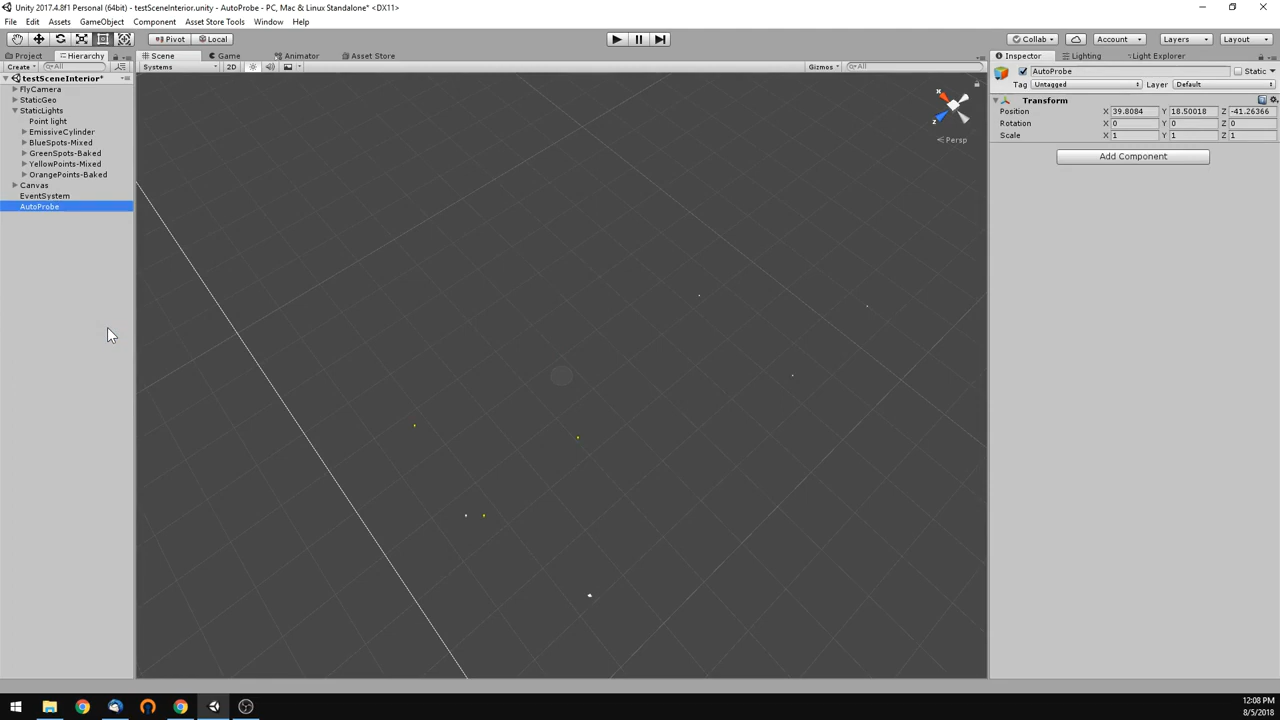 Unity 2017.4.8f1 Personal (64bit) - testSceneInterior.unity - AutoProbe - PC, Mac & Linux Standalone* <DX11>
File Edit Assets GameObject Component Asset Store Tools Window Help
Pivot Local Collab Account Layers Layout
Project Hierarchy Scene Game Animator Asset Store Inspector Lighting Light Explorer
Create All Systems 2D Gizmos All
AutoProbe Static
testSceneInterior*
Tag Untagged Layer Default
FlyCamera
StaticGeo
Transform
StaticLights
Position X 39.8084 Y 18.50018 Z -41.26366
Point light
Rotation X 0 Y 0 Z 0
EmissiveCylinder
Scale X 1 Y 1 Z 1
BlueSpots-Mixed
GreenSpots-Baked
Add Component
YellowPoints-Mixed
OrangePoints-Baked
Canvas
EventSystem
AutoProbe
x
z
Persp
12:08 PM
8/5/2018